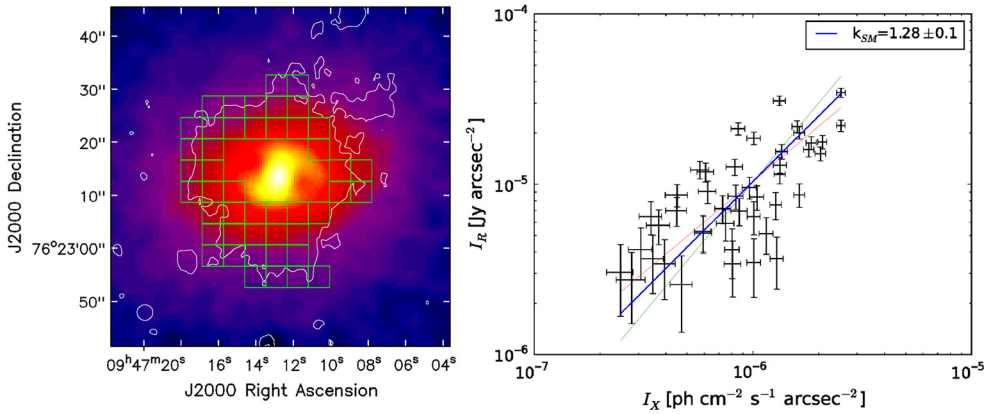 40"
30"
20"
10"
76°23'00"
50"
J2000 Declination
09ʰ47ᵐ20ˢ 16ˢ 14ˢ 12ˢ 10ˢ 08ˢ 06ˢ 04ˢ
J2000 Right Ascension
10⁻⁴
10⁻⁵
10⁻⁶
I_R [Jy arcsec⁻²]
k_SM=1.28±0.1
10⁻⁷ 10⁻⁶ 10⁻⁵
I_X [ph cm⁻² s⁻¹ arcsec⁻²]